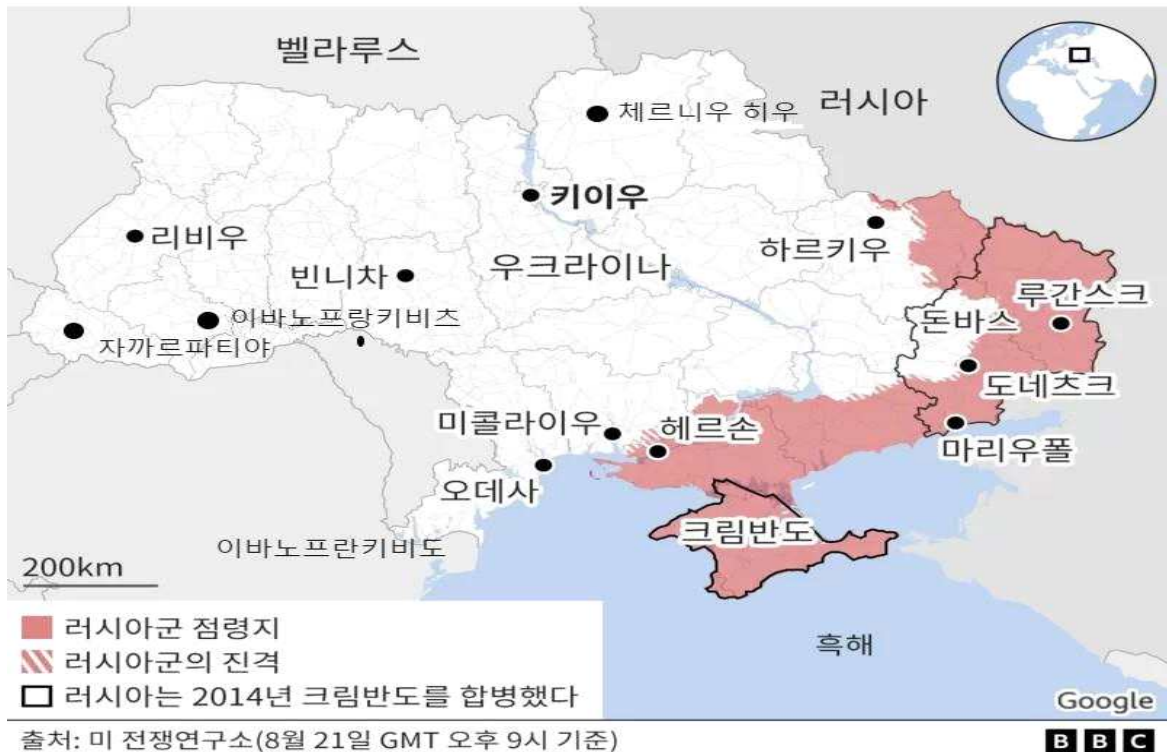 벨라루스
러시아
체르니우 히우
키이우
리비우
하르키우
빈니차
우크라이나
루간스크
이바노프랑키비츠
돈바스
자까르파티야
도네츠크
미콜라이우
헤르손
마리우폴
오데사
크림반도
이바노프란키비도
200km
러시아군 점령지
러시아군의 진격
흑해
러시아는 2014년 크림반도를 합병했다
Google
출처: 미 전쟁연구소(8월 21일 GMT 오후 9시 기준)
BBC